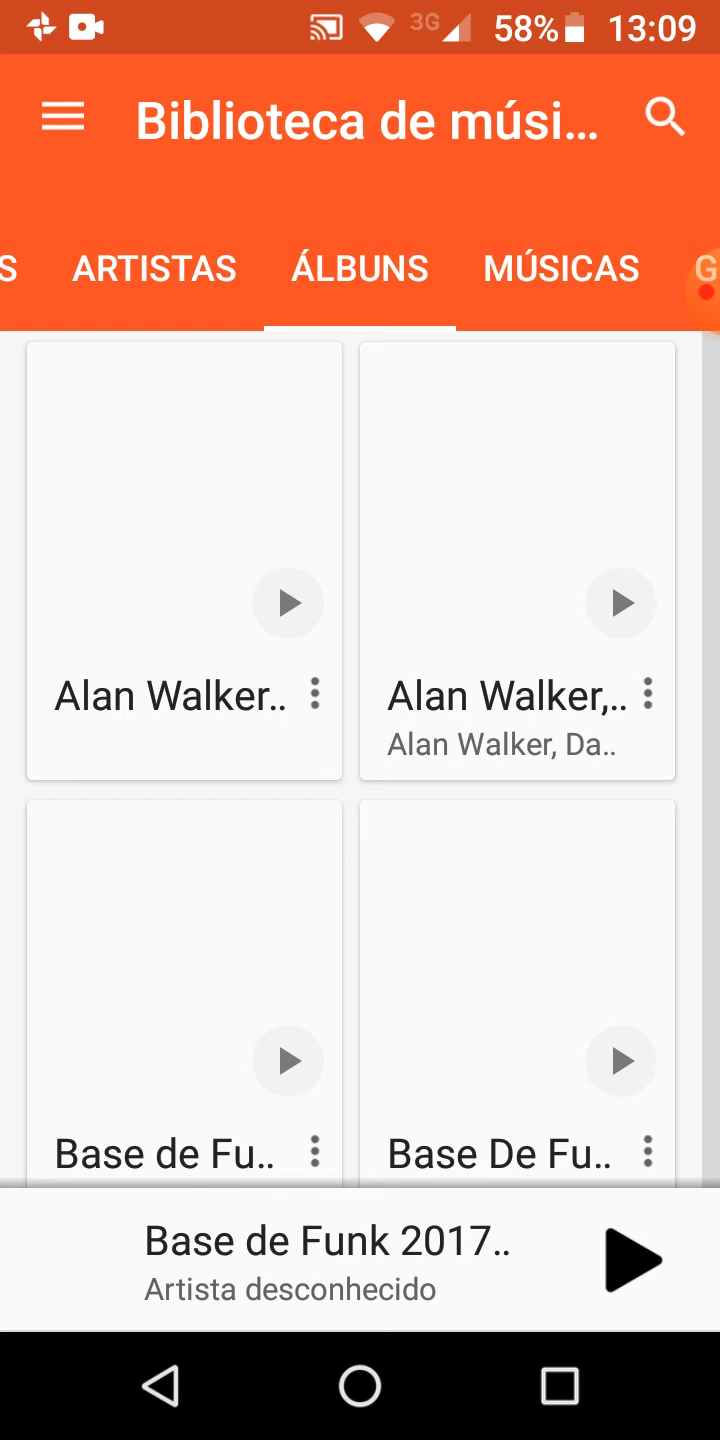 3G 58% 13:09
Biblioteca de músi...
S ARTISTAS ÁLBUNS MÚSICAS G
Alan Walker..
Alan Walker,..
Alan Walker, Da..
Base de Fu..
Base De Fu..
Base de Funk 2017..
Artista desconhecido